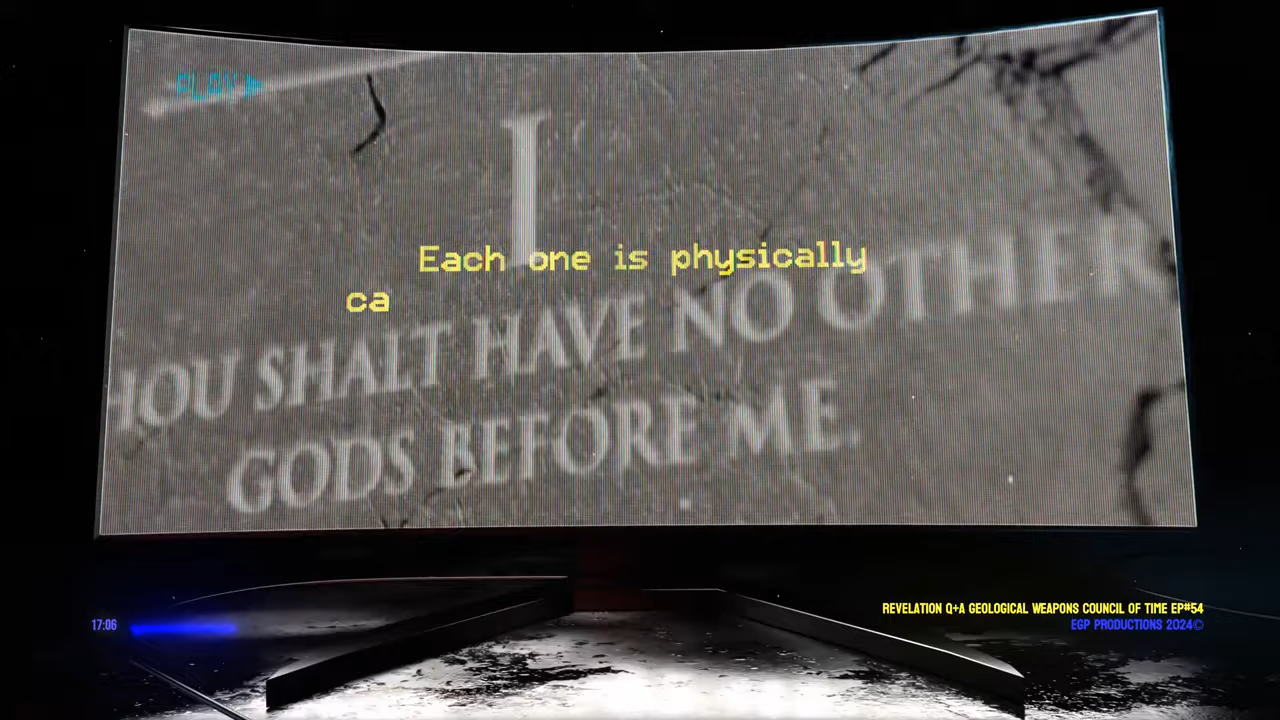 PLAY
I
Each one is physically
ca
THOU SHALT HAVE NO OTHER
GODS BEFORE ME.
17:06
REVELATION Q+A GEOLOGICAL WEAPONS COUNCIL OF TIME EP#54
EGP PRODUCTIONS 2024©